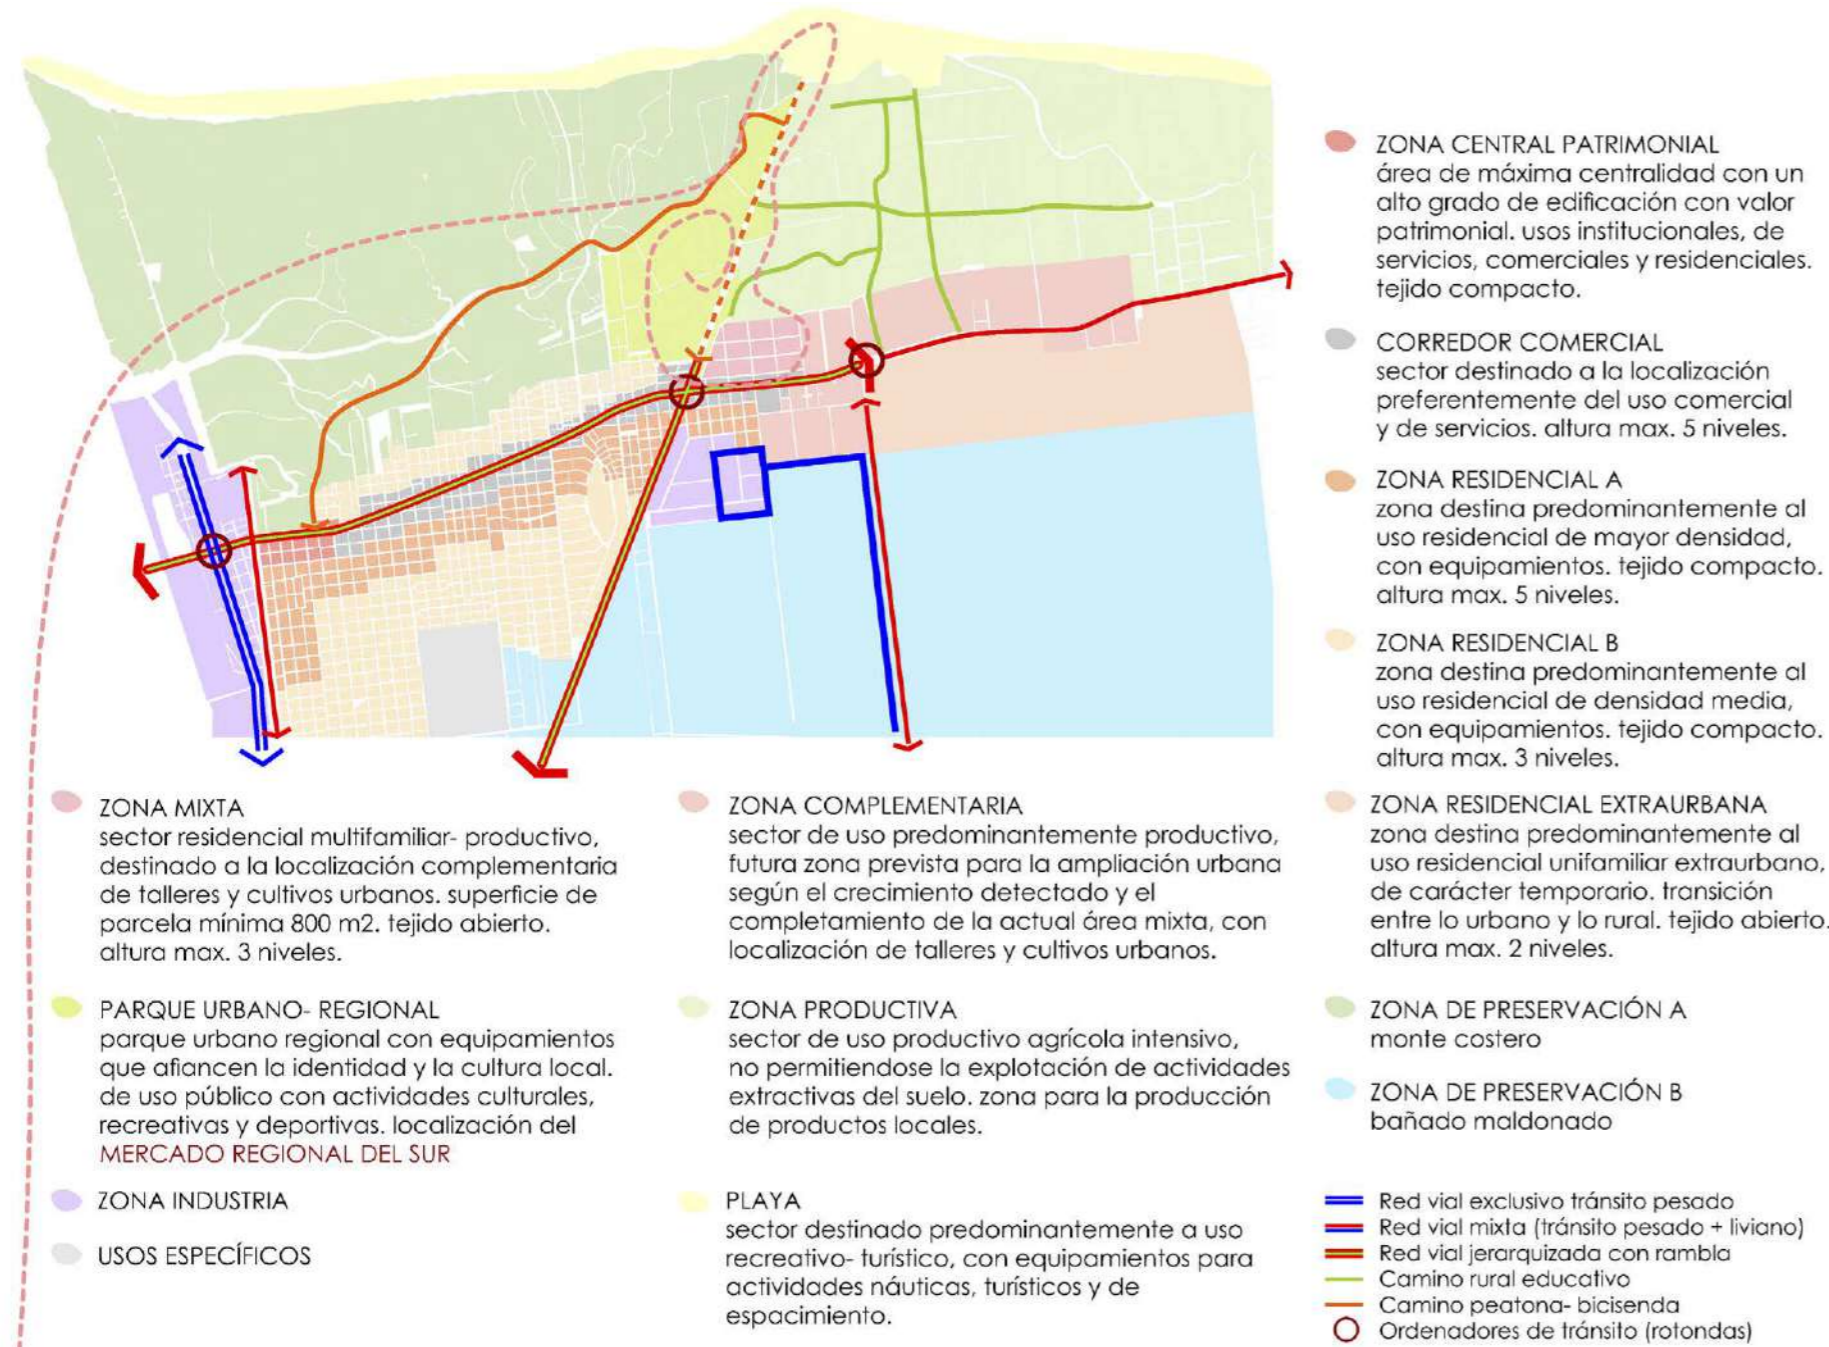 ZONA CENTRAL PATRIMONIAL
área de máxima centralidad con un
alto grado de edificación con valor
patrimonial. usos institucionales, de
servicios, comerciales y residenciales.
tejido compacto.
CORREDOR COMERCIAL
sector destinado a la localización
preferentemente del uso comercial
y de servicios. altura max. 5 niveles.
ZONA RESIDENCIAL A
zona destina predominantemente al
uso residencial de mayor densidad,
con equipamientos. tejido compacto.
altura max. 5 niveles.
ZONA RESIDENCIAL B
zona destina predominantemente al
uso residencial de densidad media,
con equipamientos. tejido compacto.
altura max. 3 niveles.
ZONA MIXTA
sector residencial multifamiliar- productivo,
destinado a la localización complementaria
de talleres y cultivos urbanos. superficie de
parcela mínima 800 m2. tejido abierto.
altura max. 3 niveles.
ZONA COMPLEMENTARIA
sector de uso predominantemente productivo,
futura zona prevista para la ampliación urbana
según el crecimiento detectado y el
completamiento de la actual área mixta, con
localización de talleres y cultivos urbanos.
ZONA RESIDENCIAL EXTRAURBANA
zona destina predominantemente al
uso residencial unifamiliar extraurbano,
de carácter temporario. transición
entre lo urbano y lo rural. tejido abierto.
altura max. 2 niveles.
PARQUE URBANO- REGIONAL
parque urbano regional con equipamientos
que afiancen la identidad y la cultura local.
de uso público con actividades culturales,
recreativas y deportivas. localización del
MERCADO REGIONAL DEL SUR
ZONA PRODUCTIVA
sector de uso productivo agrícola intensivo,
no permitiendose la explotación de actividades
extractivas del suelo. zona para la producción
de productos locales.
ZONA DE PRESERVACIÓN A
monte costero
ZONA DE PRESERVACIÓN B
bañado maldonado
ZONA INDUSTRIA
USOS ESPECÍFICOS
PLAYA
sector destinado predominantemente a uso
recreativo- turístico, con equipamientos para
actividades náuticas, turísticos y de
espacimiento.
Red vial exclusivo tránsito pesado
Red vial mixta (tránsito pesado + liviano)
Red vial jerarquizada con rambla
Camino rural educativo
Camino peatona- bicisenda
Ordenadores de tránsito (rotondas)